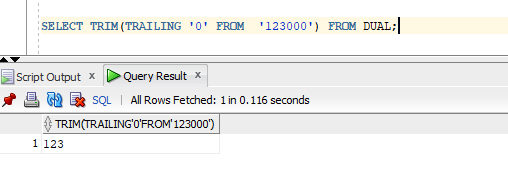 SELECT TRIM(TRAILING '0' FROM  '123000') FROM DUAL;
Script Output x Query Result x
SQL | All Rows Fetched: 1 in 0.116 seconds
TRIM(TRAILING'0'FROM'123000')
1 123